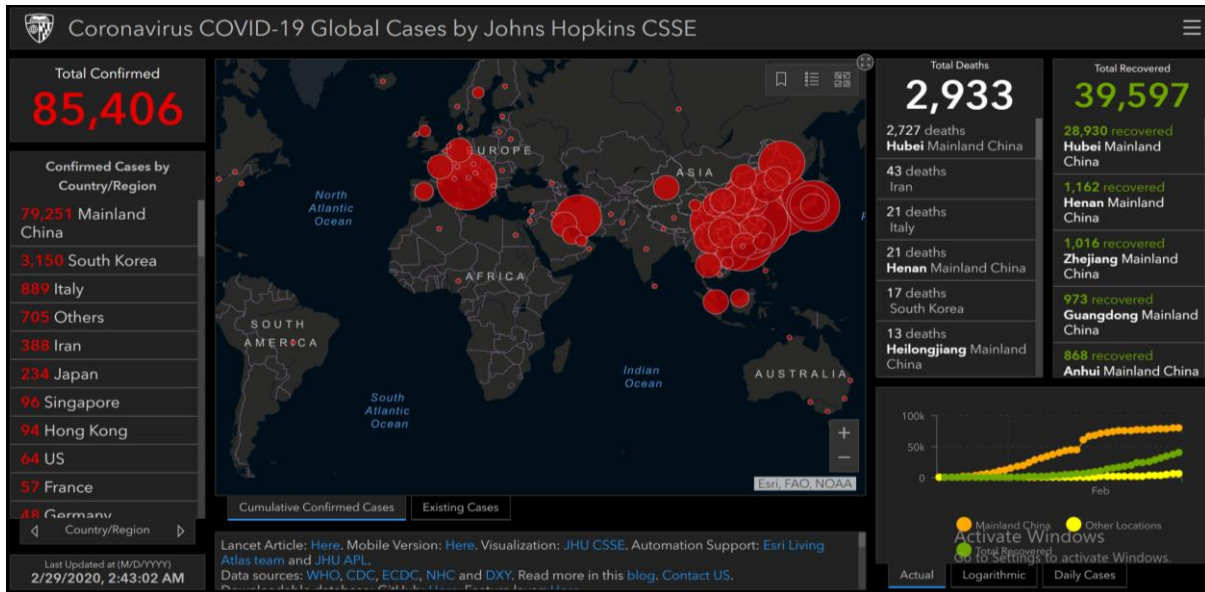 Coronavirus COVID-19 Global Cases by Johns Hopkins CSSE
Total Confirmed
85,406
Confirmed Cases by
Country/Region
79,251 Mainland
China
3,150 South Korea
889 Italy
705 Others
388 Iran
234 Japan
96 Singapore
94 Hong Kong
64 US
57 France
48 Germany
Country/Region
Last Updated at (M/D/YYYY)
2/29/2020, 2:43:02 AM
EUROPE
ASIA
North
Atlantic
Ocean
AFRICA
SOUTH
AMERICA
Indian
Ocean
AUSTRALIA
South
Atlantic
Ocean
+
−
Esri, FAO, NOAA
Cumulative Confirmed Cases
Existing Cases
Lancet Article: Here. Mobile Version: Here. Visualization: JHU CSSE. Automation Support: Esri Living
Atlas team and JHU APL.
Data sources: WHO, CDC, ECDC, NHC and DXY. Read more in this blog. Contact US.
Downloadable database: GitHub: Here. Feature layer: Here.
Total Deaths
2,933
2,727 deaths
Hubei Mainland China
43 deaths
Iran
21 deaths
Italy
21 deaths
Henan Mainland China
17 deaths
South Korea
13 deaths
Heilongjiang Mainland
China
Total Recovered
39,597
28,930 recovered
Hubei Mainland
China
1,162 recovered
Henan Mainland
China
1,016 recovered
Zhejiang Mainland
China
973 recovered
Guangdong Mainland
China
868 recovered
Anhui Mainland China
100k
50k
0
Feb
Mainland China
Other Locations
Total Recovered
Activate Windows
Go to Settings to activate Windows.
Actual
Logarithmic
Daily Cases